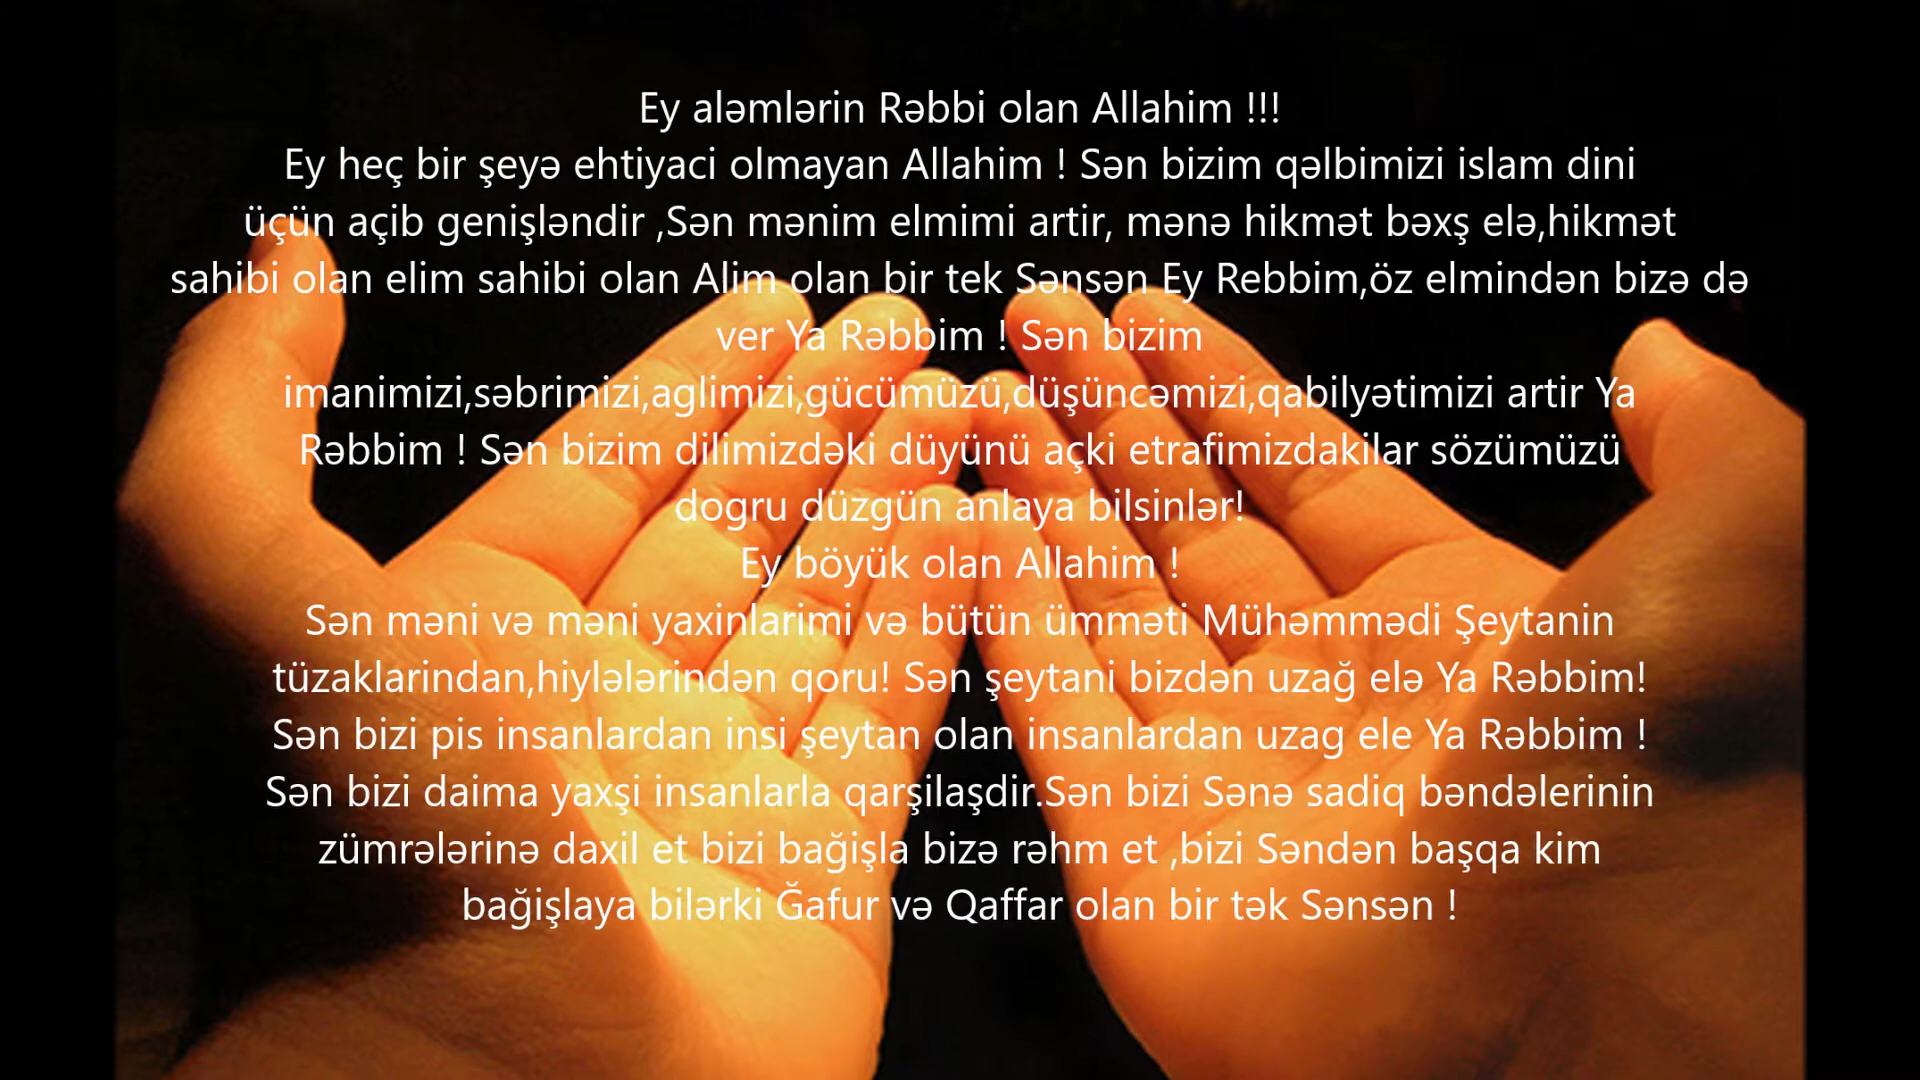 Ey aləmlərin Rəbbi olan Allahim !!!
Ey heç bir şeyə ehtiyaci olmayan Allahim ! Sən bizim qəlbimizi islam dini
üçün açib genişləndir ,Sən mənim elmimi artir, mənə hikmət bəxş elə,hikmət
sahibi olan elim sahibi olan Alim olan bir tek Sənsən Ey Rebbim,öz elmindən bizə də
ver Ya Rəbbim ! Sən bizim
imanimizi,səbrimizi,aglimizi,gücümüzü,düşüncəmizi,qabilyətimizi artir Ya
Rəbbim ! Sən bizim dilimizdəki düyünü açki etrafimizdakilar sözümüzü
dogru düzgün anlaya bilsinlər!
Ey böyük olan Allahim !
Sən məni və məni yaxinlarimi və bütün ümməti Mühəmmədi Şeytanin
tüzaklarindan,hiylələrindən qoru! Sən şeytani bizdən uzağ elə Ya Rəbbim!
Sən bizi pis insanlardan insi şeytan olan insanlardan uzag ele Ya Rəbbim !
Sən bizi daima yaxşi insanlarla qarşilaşdir.Sən bizi Sənə sadiq bəndələrinin
zümrələrinə daxil et bizi bağişla bizə rəhm et ,bizi Səndən başqa kim
bağişlaya bilərki Ğafur və Qaffar olan bir tək Sənsən !